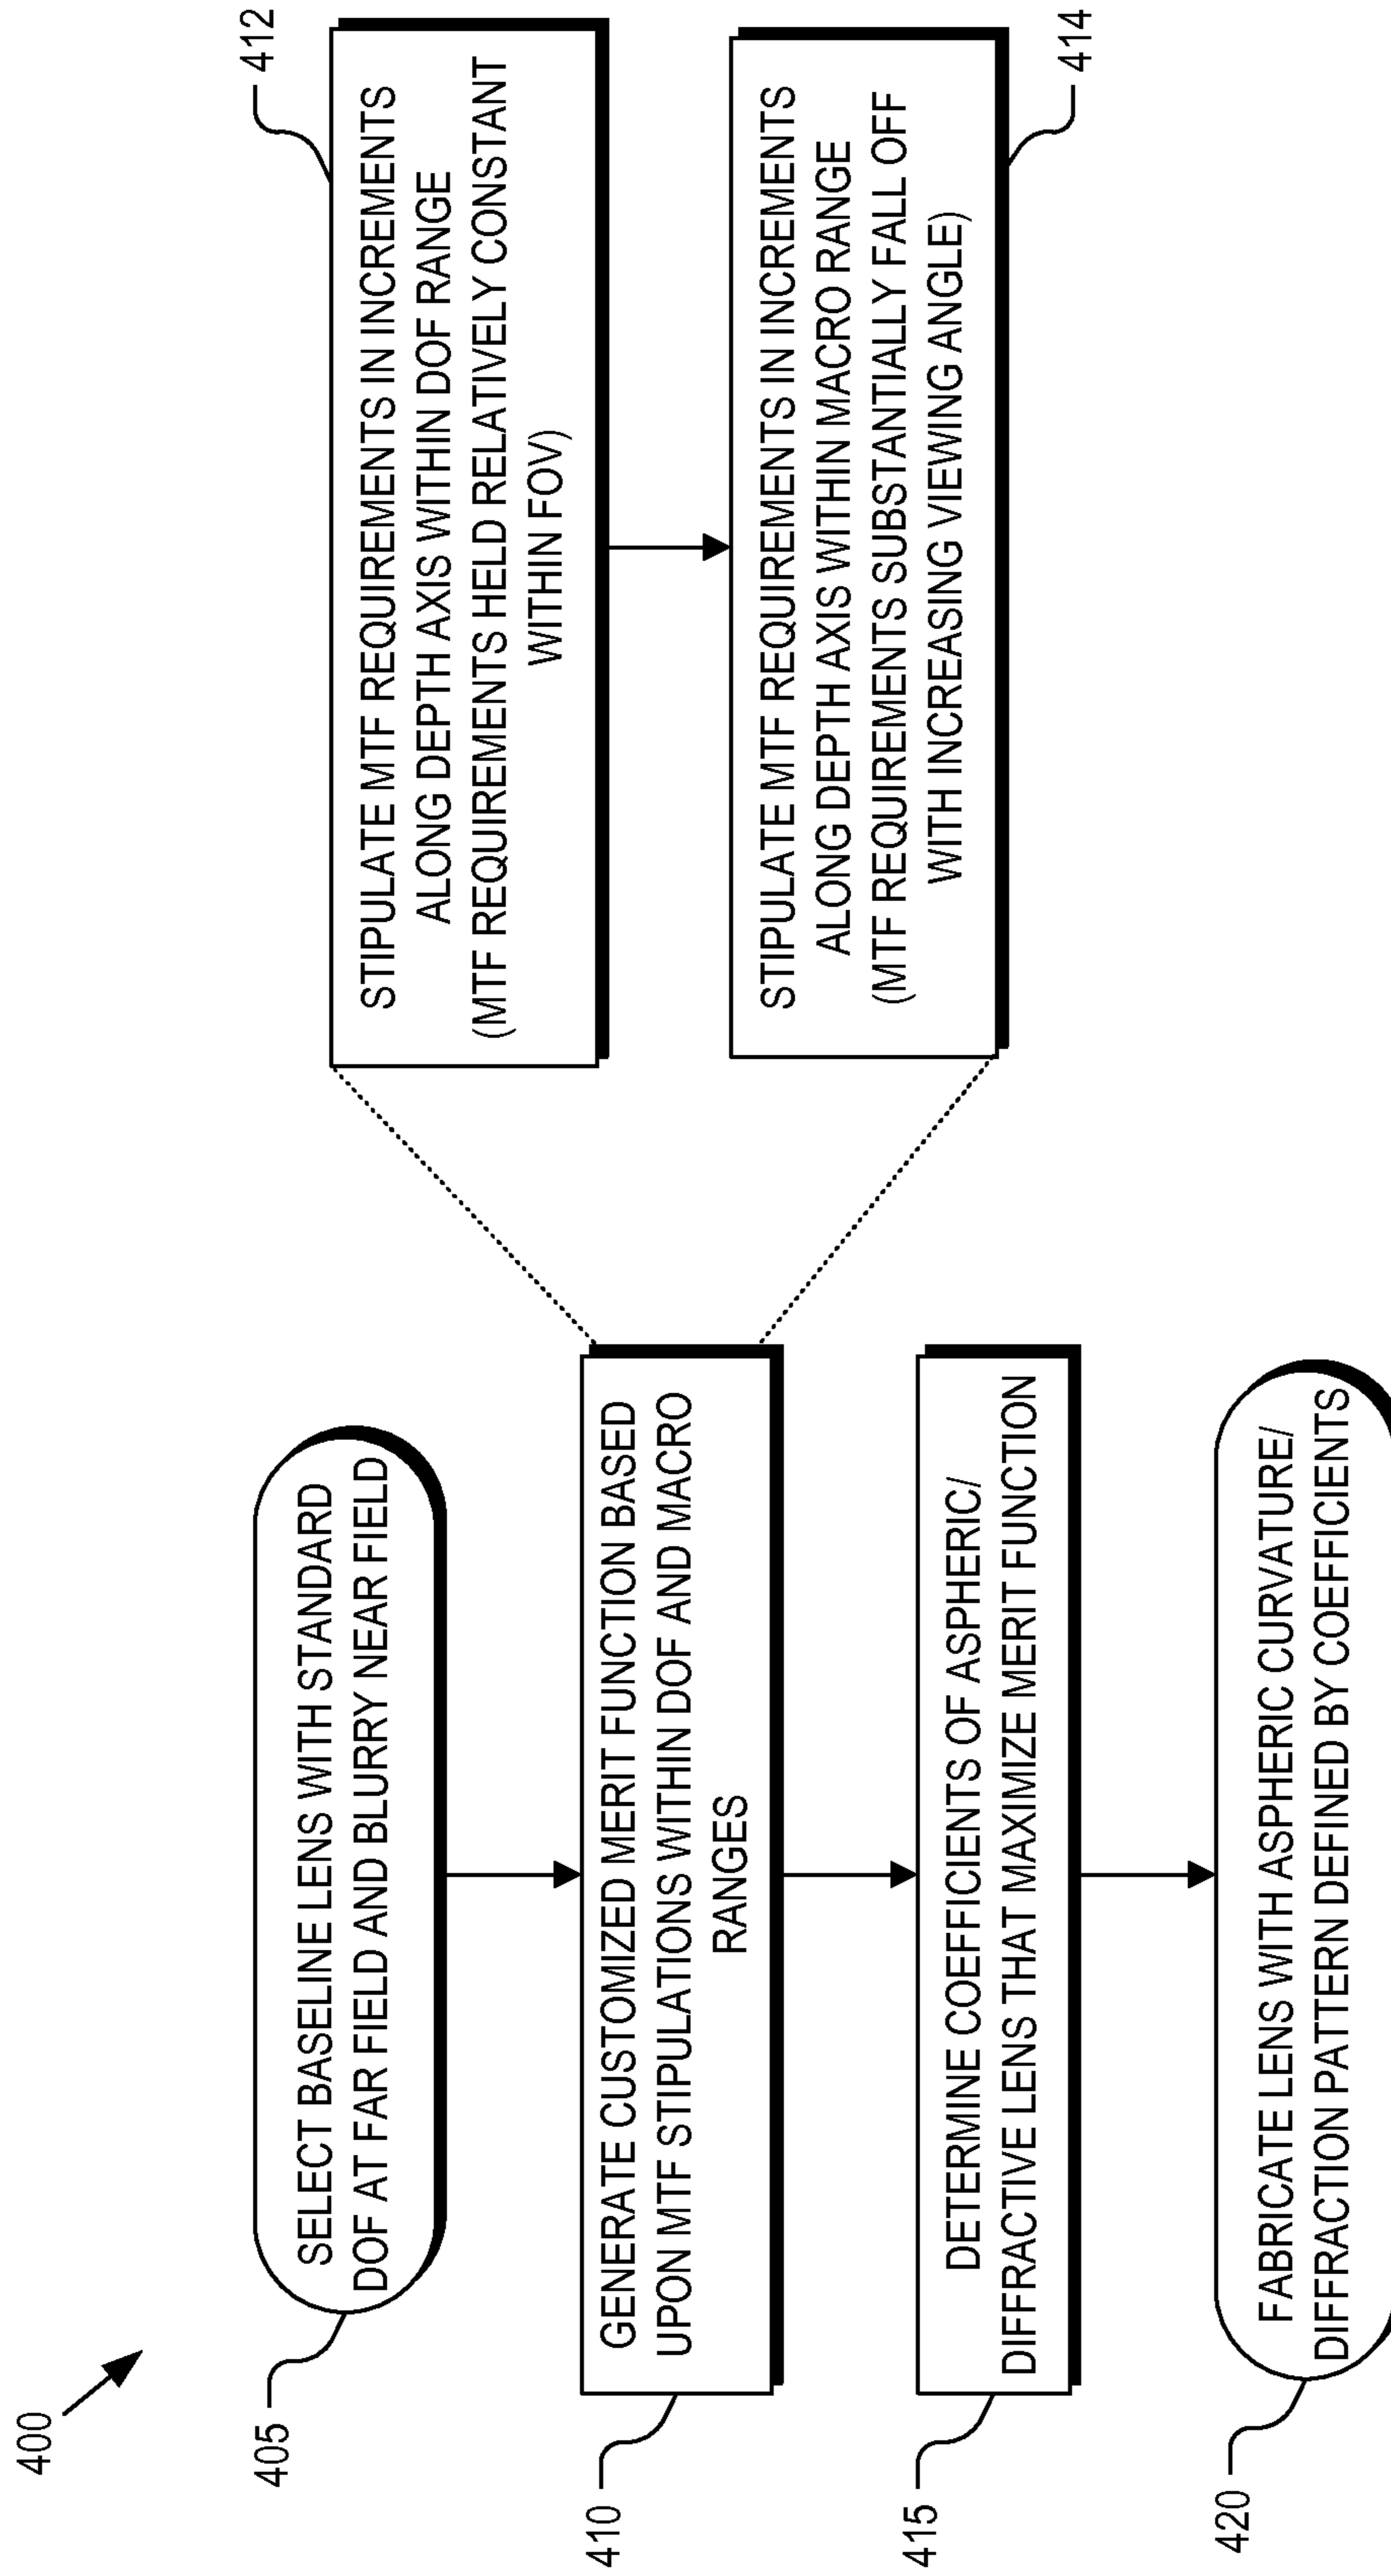 400
405
SELECT BASELINE LENS WITH STANDARD
DOF AT FAR FIELD AND BLURRY NEAR FIELD
410
GENERATE CUSTOMIZED MERIT FUNCTION BASED
UPON MTF STIPULATIONS WITHIN DOF AND MACRO
RANGES
412
STIPULATE MTF REQUIREMENTS IN INCREMENTS
ALONG DEPTH AXIS WITHIN DOF RANGE
(MTF REQUIREMENTS HELD RELATIVELY CONSTANT
WITHIN FOV)
STIPULATE MTF REQUIREMENTS IN INCREMENTS
ALONG DEPTH AXIS WITHIN MACRO RANGE
(MTF REQUIREMENTS SUBSTANTIALLY FALL OFF
WITH INCREASING VIEWING ANGLE)
414
415
DETERMINE COEFFICIENTS OF ASPHERIC/
DIFFRACTIVE LENS THAT MAXIMIZE MERIT FUNCTION
420
FABRICATE LENS WITH ASPHERIC CURVATURE/
DIFFRACTION PATTERN DEFINED BY COEFFICIENTS